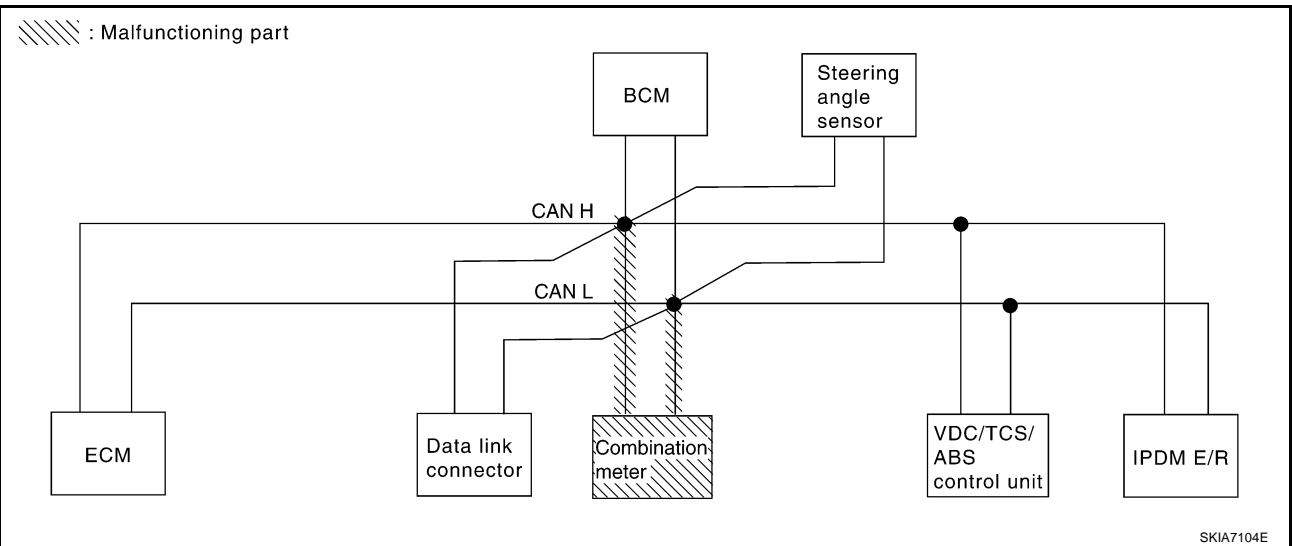 : Malfunctioning part
BCM
Steering
angle
sensor
CAN H
CAN L
ECM
Data link
connector
Combination
meter
VDC/TCS/
ABS
control unit
IPDM E/R
SKIA7104E